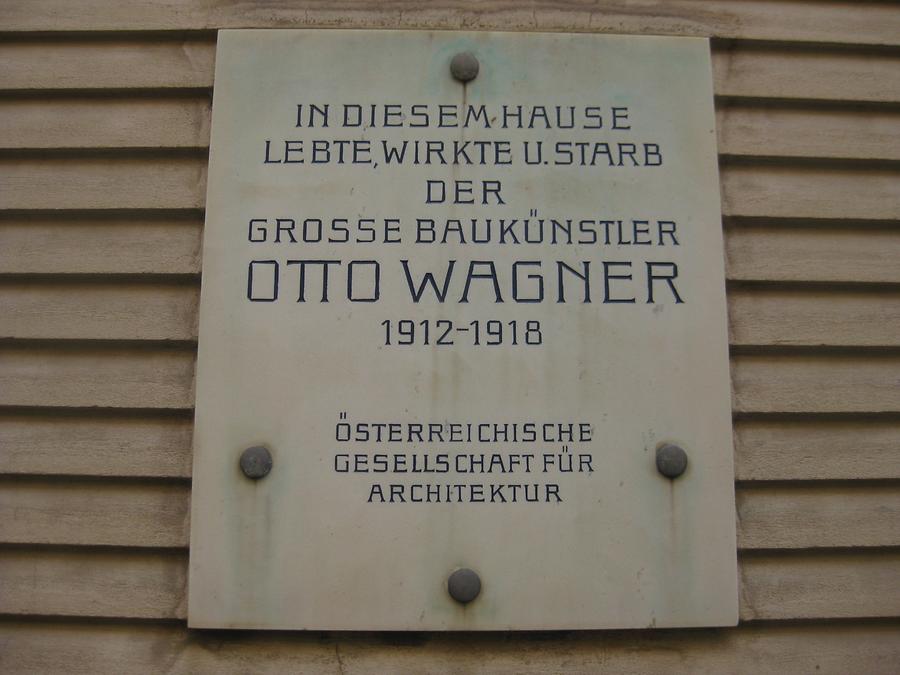 IN DIESEM HAUSE
LEBTE, WIRKTE U. STARB
DER
GROSSE BAUKÜNSTLER
OTTO WAGNER
1912-1918
ÖSTERREICHISCHE
GESELLSCHAFT FÜR
ARCHITEKTUR